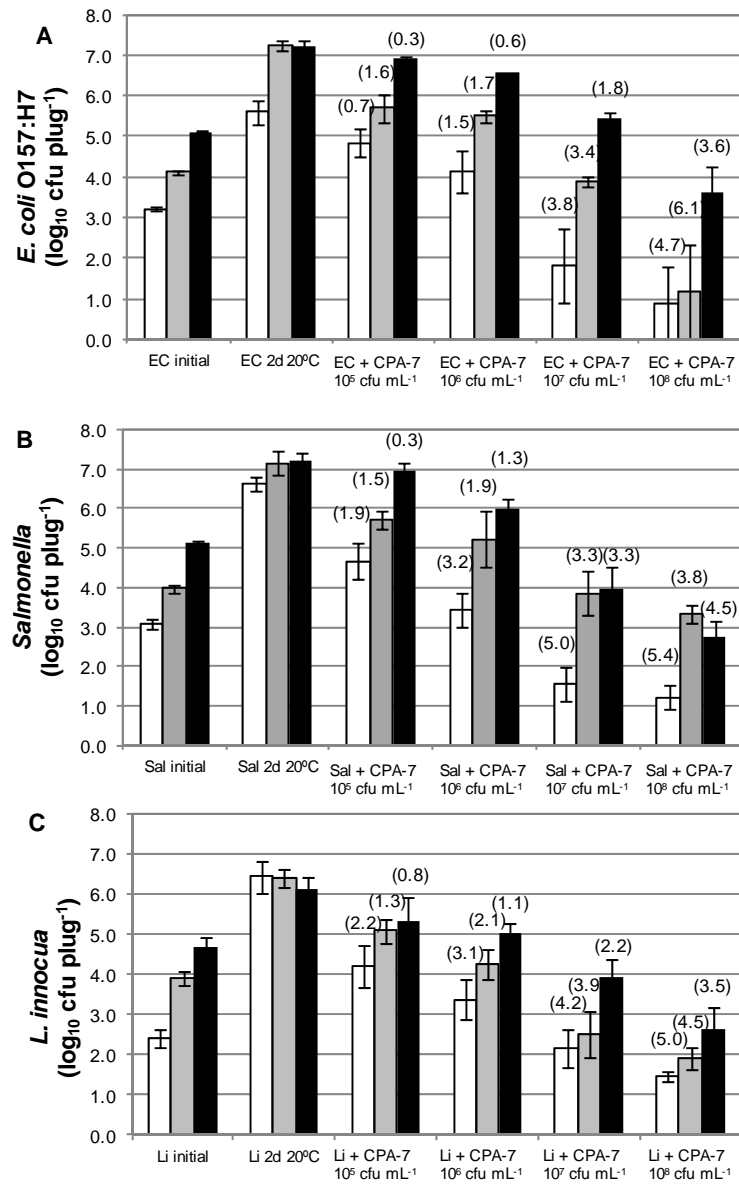 A
E. coli O157:H7
(log10 cfu plug-1)
8.0
7.0
6.0
5.0
4.0
3.0
2.0
1.0
0.0
(0.7)
(1.6)
(0.3)
(1.5)
(1.7)
(0.6)
(3.8)
(3.4)
(1.8)
(4.7)
(6.1)
(3.6)
EC initial
EC 2d 20ºC
EC + CPA-7
10⁵ cfu mL⁻¹
EC + CPA-7
10⁶ cfu mL⁻¹
EC + CPA-7
10⁷ cfu mL⁻¹
EC + CPA-7
10⁸ cfu mL⁻¹
B
Salmonella
(log₁₀ cfu plug⁻¹)
8.0
7.0
6.0
5.0
4.0
3.0
2.0
1.0
0.0
(1.9)
(1.5)
(0.3)
(3.2)
(1.9)
(1.3)
(5.0)
(3.3)
(3.3)
(5.4)
(3.8)
(4.5)
Sal initial
Sal 2d 20ºC
Sal + CPA-7
10⁵ cfu mL⁻¹
Sal + CPA-7
10⁶ cfu mL⁻¹
Sal + CPA-7
10⁷ cfu mL⁻¹
Sal + CPA-7
10⁸ cfu mL⁻¹
C
L. innocua
(log₁₀ cfu plug⁻¹)
8.0
7.0
6.0
5.0
4.0
3.0
2.0
1.0
0.0
(2.2)
(1.3)
(0.8)
(3.1)
(2.1)
(1.1)
(4.2)
(3.9)
(2.2)
(5.0)
(4.5)
(3.5)
Li initial
Li 2d 20ºC
Li + CPA-7
10⁵ cfu mL⁻¹
Li + CPA-7
10⁶ cfu mL⁻¹
Li + CPA-7
10⁷ cfu mL⁻¹
Li + CPA-7
10⁸ cfu mL⁻¹